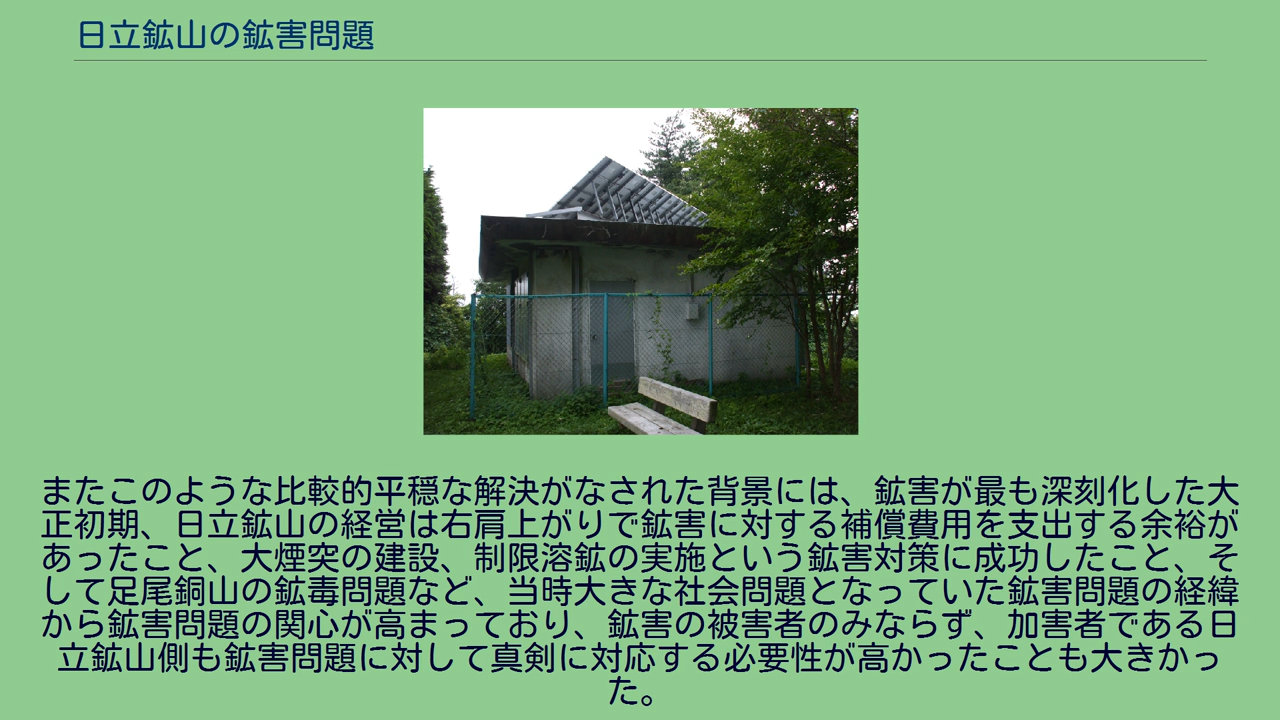 日立鉱山の鉱害問題
またこのような比較的平穏な解決がなされた背景には、鉱害が最も深刻化した大
正初期、日立鉱山の経営は右肩上がりで鉱害に対する補償費用を支出する余裕が
あったこと、大煙突の建設、制限溶鉱の実施という鉱害対策に成功したこと、そ
して足尾銅山の鉱毒問題など、当時大きな社会問題となっていた鉱害問題の経緯
から鉱害問題の関心が高まっており、鉱害の被害者のみならず、加害者である日
立鉱山側も鉱害問題に対して真剣に対応する必要性が高かったことも大きかっ
た。